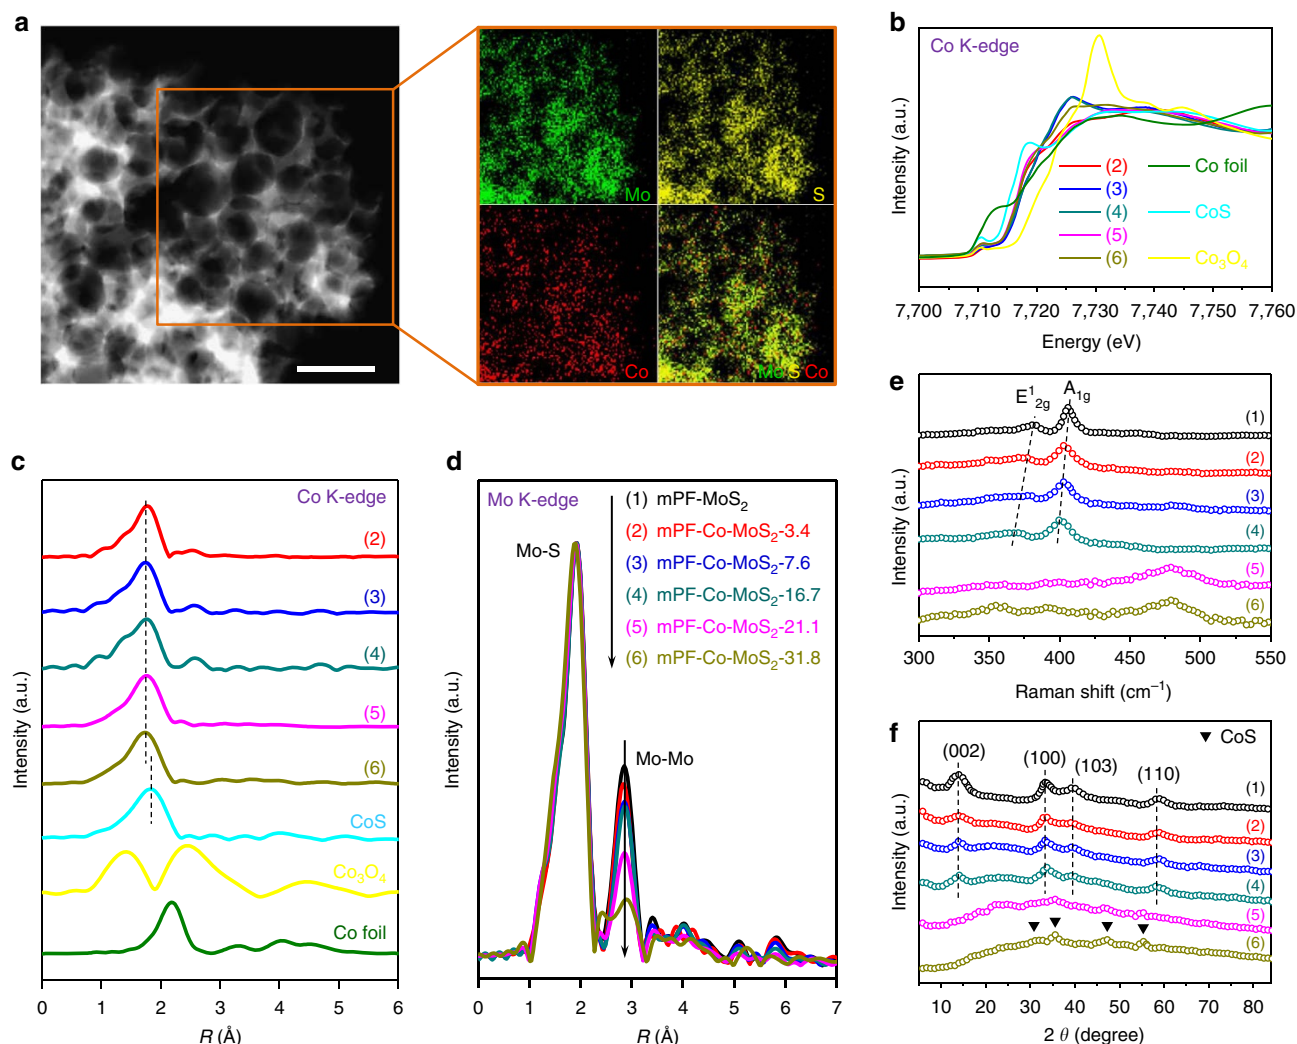 a
Mo
S
Co
Mo S Co
b
Co K-edge
Intensity (a.u.)
(2)
(3)
(4)
(5)
(6)
Co foil
CoS
Co3O4
7,700 7,710 7,720 7,730 7,740 7,750 7,760
Energy (eV)
c
Co K-edge
(2)
(3)
(4)
(5)
(6)
CoS
Co3O4
Co foil
Intensity (a.u.)
0 1 2 3 4 5 6
R (Å)
d
Mo K-edge
Mo-S
Mo-Mo
(1) mPF-MoS2
(2) mPF-Co-MoS2-3.4
(3) mPF-Co-MoS2-7.6
(4) mPF-Co-MoS2-16.7
(5) mPF-Co-MoS2-21.1
(6) mPF-Co-MoS2-31.8
Intensity (a.u.)
0 1 2 3 4 5 6 7
R (Å)
e
E¹2g
A1g
(1)
(2)
(3)
(4)
(5)
(6)
Intensity (a.u.)
300 350 400 450 500 550
Raman shift (cm⁻¹)
f
▼ CoS
(002)
(100)
(103)
(110)
(1)
(2)
(3)
(4)
(5)
(6)
Intensity (a.u.)
10 20 30 40 50 60 70 80
2 θ (degree)